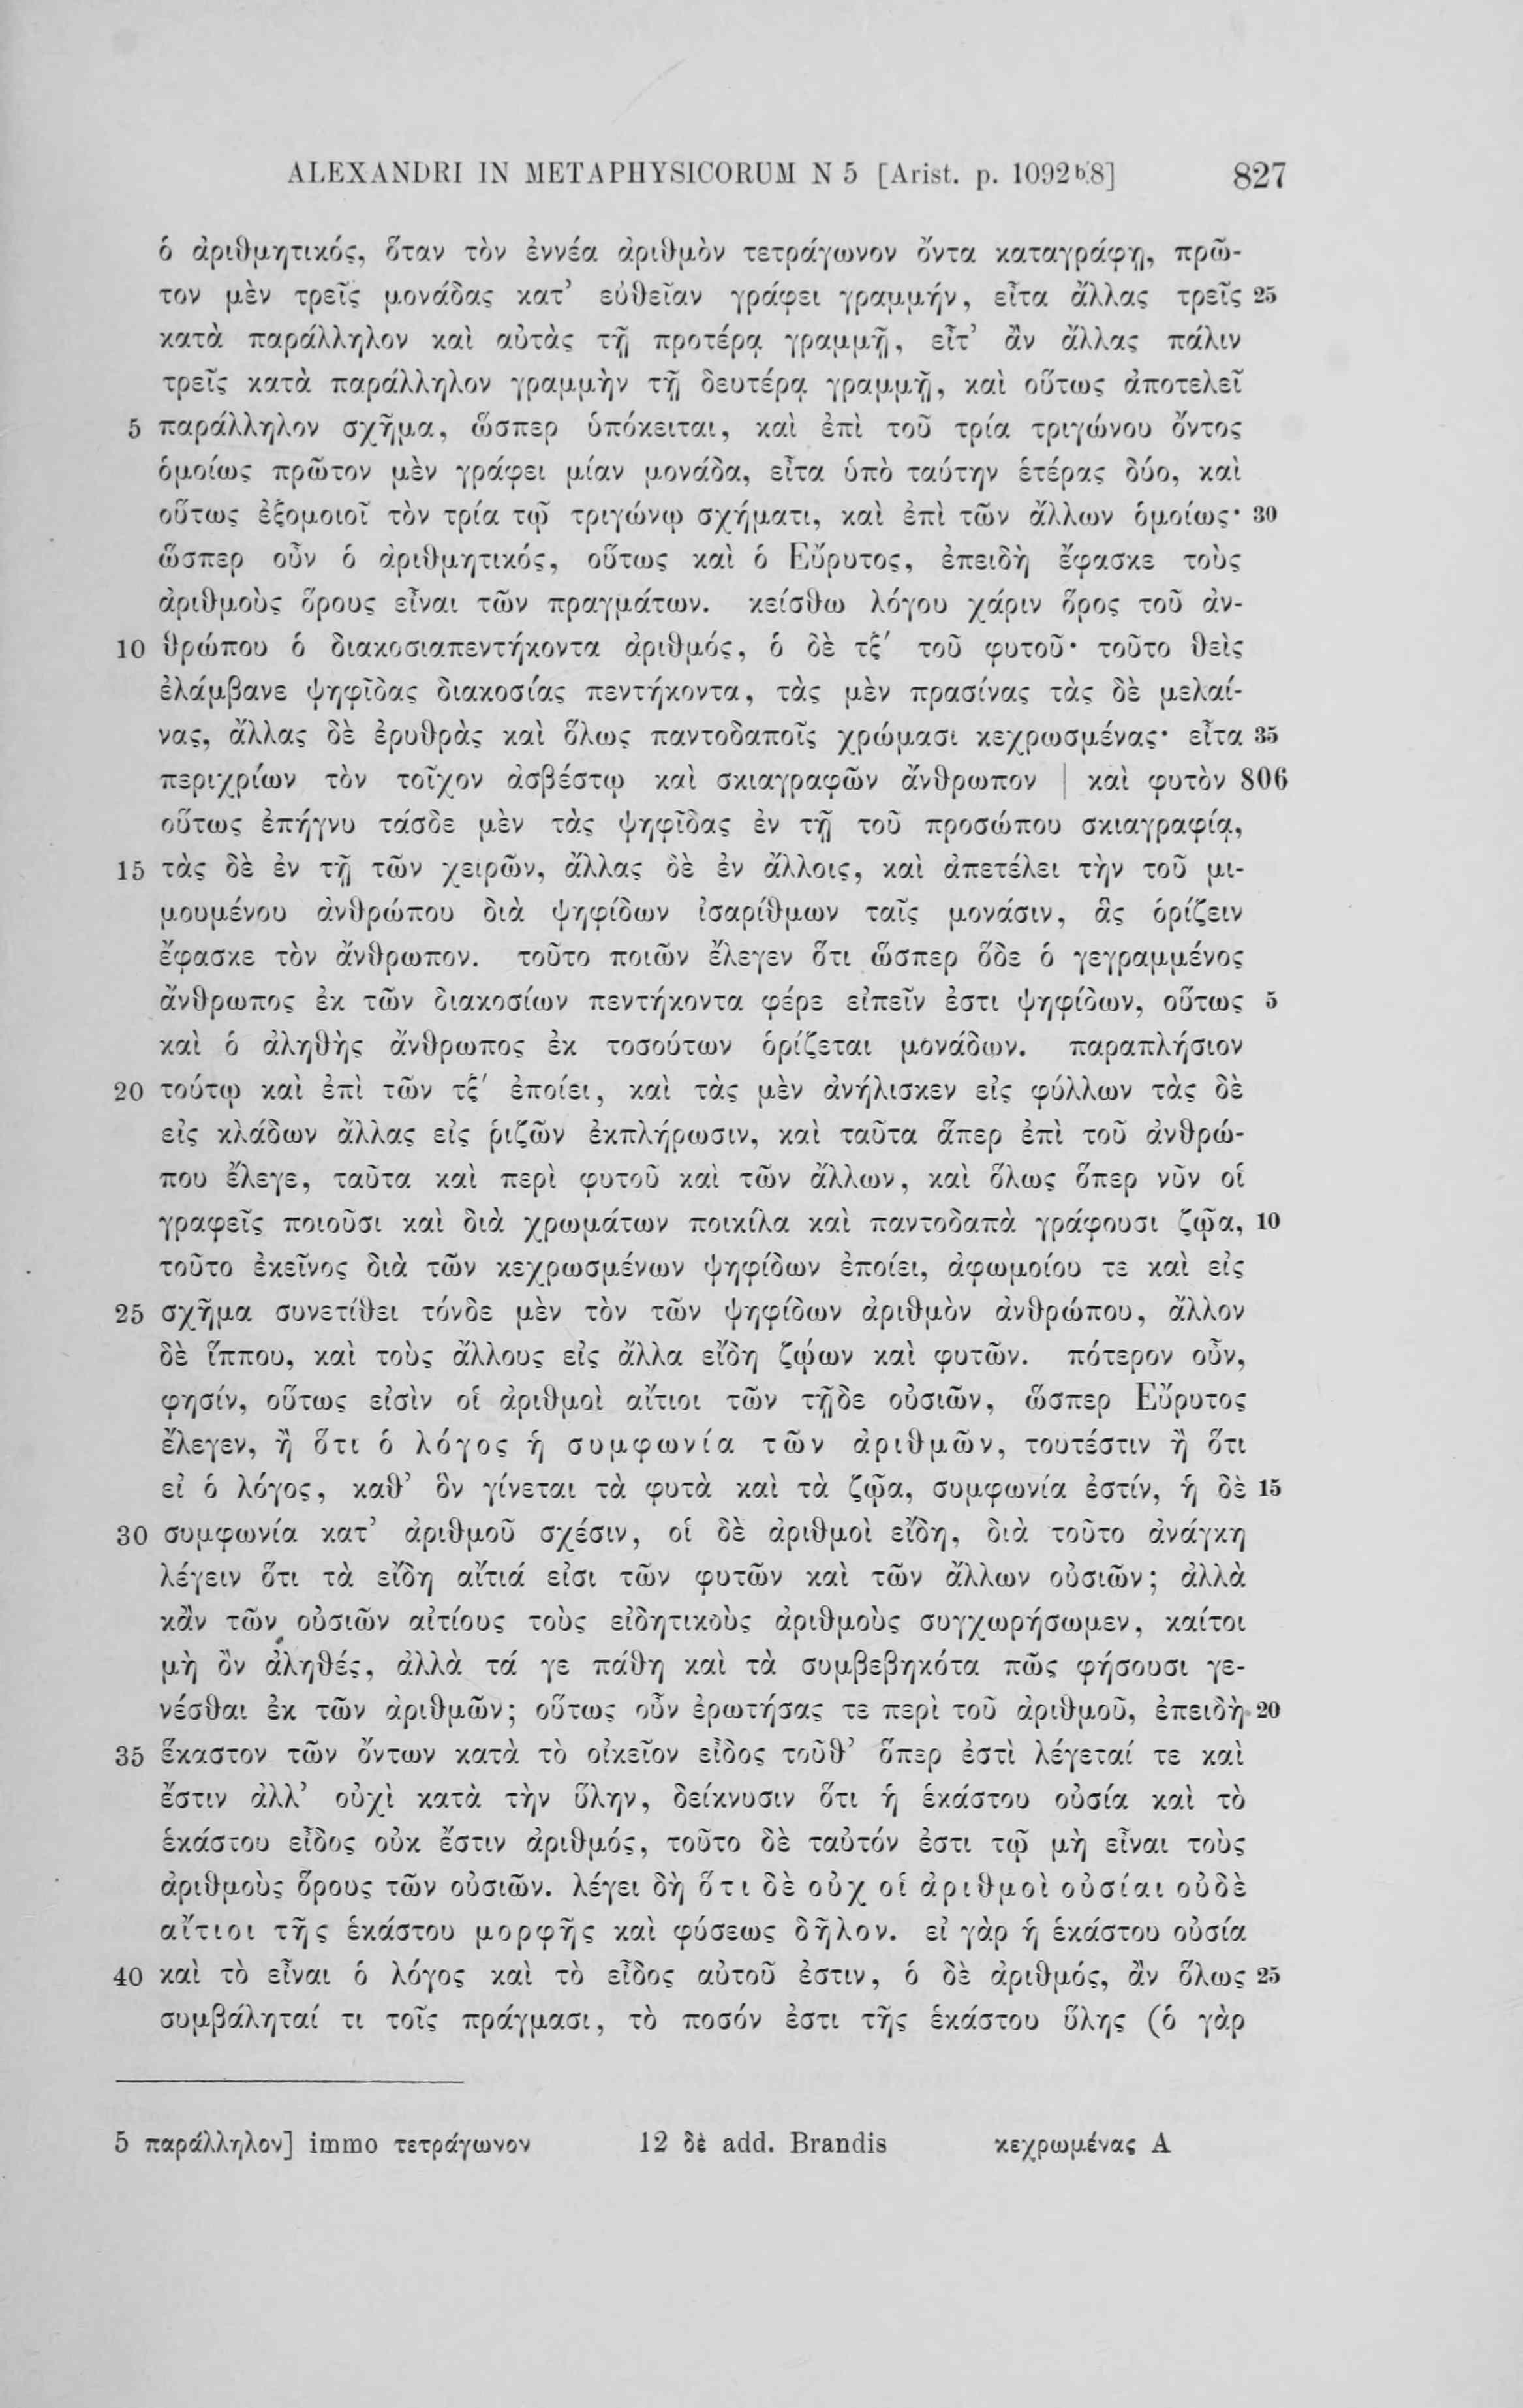 ALEXANDRI IN METAPHYSICORUM N 5 [Arist. p. 1092b 8] 827
ὁ ἀριθμητικός, ὅταν τὸν ἐννέα ἀριθμὸν τετράγωνον ὄντα καταγράφῃ, πρῶ-
τον μὲν τρεῖς μονάδας κατ’ εὐθεῖαν γράφει γραμμήν, εἶτα ἄλλας τρεῖς 25
κατὰ παράλληλον καὶ αὐτὰς τῇ προτέρᾳ γραμμῇ, εἶτ’ ἂν ἄλλας πάλιν
τρεῖς κατὰ παράλληλον γραμμὴν τῇ δευτέρᾳ γραμμῇ, καὶ οὕτως ἀποτελεῖ
5 παράλληλον σχῆμα, ὥσπερ ὑπόκειται, καὶ ἐπὶ τοῦ τρία τριγώνου ὄντος
ὁμοίως πρῶτον μὲν γράφει μίαν μονάδα, εἶτα ὑπὸ ταύτην ἑτέρας δύο, καὶ
οὕτως ἐξομοιοῖ τὸν τρία τῷ τριγώνῳ σχήματι, καὶ ἐπὶ τῶν ἄλλων ὁμοίως· 30
ὥσπερ οὖν ὁ ἀριθμητικός, οὕτως καὶ ὁ Εὔρυτος, ἐπειδὴ ἔφασκε τοὺς
ἀριθμοὺς ὅρους εἶναι τῶν πραγμάτων. κείσθω λόγου χάριν ὅρος τοῦ ἀν-
10 θρώπου ὁ διακοσιαπεντήκοντα ἀριθμός, ὁ δὲ τξ′ τοῦ φυτοῦ· τοῦτο θεὶς
ἐλάμβανε ψηφῖδας διακοσίας πεντήκοντα, τὰς μὲν πρασίνας τὰς δὲ μελαί-
νας, ἄλλας δὲ ἐρυθρὰς καὶ ὅλως παντοδαποῖς χρώμασι κεχρωσμένας· εἶτα 35
περιχρίων τὸν τοῖχον ἀσβέστῳ καὶ σκιαγραφῶν ἄνθρωπον | καὶ φυτὸν 806
οὕτως ἐπήγνυ τάσδε μὲν τὰς ψηφῖδας ἐν τῇ τοῦ προσώπου σκιαγραφίᾳ,
15 τὰς δὲ ἐν τῇ τῶν χειρῶν, ἄλλας δὲ ἐν ἄλλοις, καὶ ἀπετέλει τὴν τοῦ μι-
μουμένου ἀνθρώπου διὰ ψηφίδων ἰσαρίθμων ταῖς μονάσιν, ἃς ὁρίζειν
ἔφασκε τὸν ἄνθρωπον. τοῦτο ποιῶν ἔλεγεν ὅτι ὥσπερ ὅδε ὁ γεγραμμένος
ἄνθρωπος ἐκ τῶν διακοσίων πεντήκοντα φέρε εἰπεῖν ἐστι ψηφίδων, οὕτως 5
καὶ ὁ ἀληθὴς ἄνθρωπος ἐκ τοσούτων ὁρίζεται μονάδων. παραπλήσιον
20 τούτῳ καὶ ἐπὶ τῶν τξ′ ἐποίει, καὶ τὰς μὲν ἀνήλισκεν εἰς φύλλων τὰς δὲ
εἰς κλάδων ἄλλας εἰς ῥιζῶν ἐκπλήρωσιν, καὶ ταῦτα ἅπερ ἐπὶ τοῦ ἀνθρώ-
που ἔλεγε, ταῦτα καὶ περὶ φυτοῦ καὶ τῶν ἄλλων, καὶ ὅλως ὅπερ νῦν οἱ
γραφεῖς ποιοῦσι καὶ διὰ χρωμάτων ποικίλα καὶ παντοδαπὰ γράφουσι ζῷα, 10
τοῦτο ἐκεῖνος διὰ τῶν κεχρωσμένων ψηφίδων ἐποίει, ἀφωμοίου τε καὶ εἰς
25 σχῆμα συνετίθει τόνδε μὲν τὸν τῶν ψηφίδων ἀριθμὸν ἀνθρώπου, ἄλλον
δὲ ἵππου, καὶ τοὺς ἄλλους εἰς ἄλλα εἴδη ζῴων καὶ φυτῶν. πότερον οὖν,
φησίν, οὕτως εἰσὶν οἱ ἀριθμοὶ αἴτιοι τῶν τῇδε οὐσιῶν, ὥσπερ Εὔρυτος
ἔλεγεν, ἢ ὅτι ὁ λόγος ἡ συμφωνία τῶν ἀριθμῶν, τουτέστιν ἢ ὅτι
εἰ ὁ λόγος, καθ’ ὃν γίνεται τὰ φυτὰ καὶ τὰ ζῷα, συμφωνία ἐστίν, ἡ δὲ 15
30 συμφωνία κατ’ ἀριθμοῦ σχέσιν, οἱ δὲ ἀριθμοὶ εἴδη, διὰ τοῦτο ἀνάγκη
λέγειν ὅτι τὰ εἴδη αἴτιά εἰσι τῶν φυτῶν καὶ τῶν ἄλλων οὐσιῶν; ἀλλὰ
κἂν τῶν οὐσιῶν αἰτίους τοὺς εἰδητικοὺς ἀριθμοὺς συγχωρήσωμεν, καίτοι
μὴ ὂν ἀληθές, ἀλλὰ τά γε πάθη καὶ τὰ συμβεβηκότα πῶς φήσουσι γε-
νέσθαι ἐκ τῶν ἀριθμῶν; οὕτως οὖν ἐρωτήσας τε περὶ τοῦ ἀριθμοῦ, ἐπειδὴ 20
35 ἕκαστον τῶν ὄντων κατὰ τὸ οἰκεῖον εἶδος τοῦθ’ ὅπερ ἐστὶ λέγεταί τε καὶ
ἔστιν ἀλλ’ οὐχὶ κατὰ τὴν ὕλην, δείκνυσιν ὅτι ἡ ἑκάστου οὐσία καὶ τὸ
ἑκάστου εἶδος οὐκ ἔστιν ἀριθμός, τοῦτο δὲ ταὐτόν ἐστι τῷ μὴ εἶναι τοὺς
ἀριθμοὺς ὅρους τῶν οὐσιῶν. λέγει δὴ ὅτι δὲ οὐχ οἱ ἀριθμοὶ οὐσίαι οὐδὲ
αἴτιοι τῆς ἑκάστου μορφῆς καὶ φύσεως δῆλον. εἰ γὰρ ἡ ἑκάστου οὐσία
40 καὶ τὸ εἶναι ὁ λόγος καὶ τὸ εἶδος αὐτοῦ ἐστιν, ὁ δὲ ἀριθμός, ἂν ὅλως 25
συμβάληταί τι τοῖς πράγμασι, τὸ ποσόν ἐστι τῆς ἑκάστου ὕλης (ὁ γὰρ
5 παράλληλον] immo τετράγωνον 12 δὲ add. Brandis κεχρωμένας A